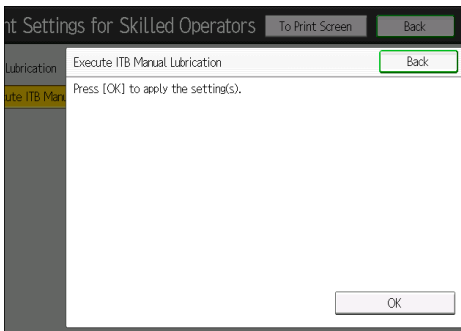 nt Settings for Skilled Operators
To Print Screen
Back
Lubrication
Execute ITB Manual Lubrication
Back
ute ITB Manu
Press [OK] to apply the setting(s).
OK